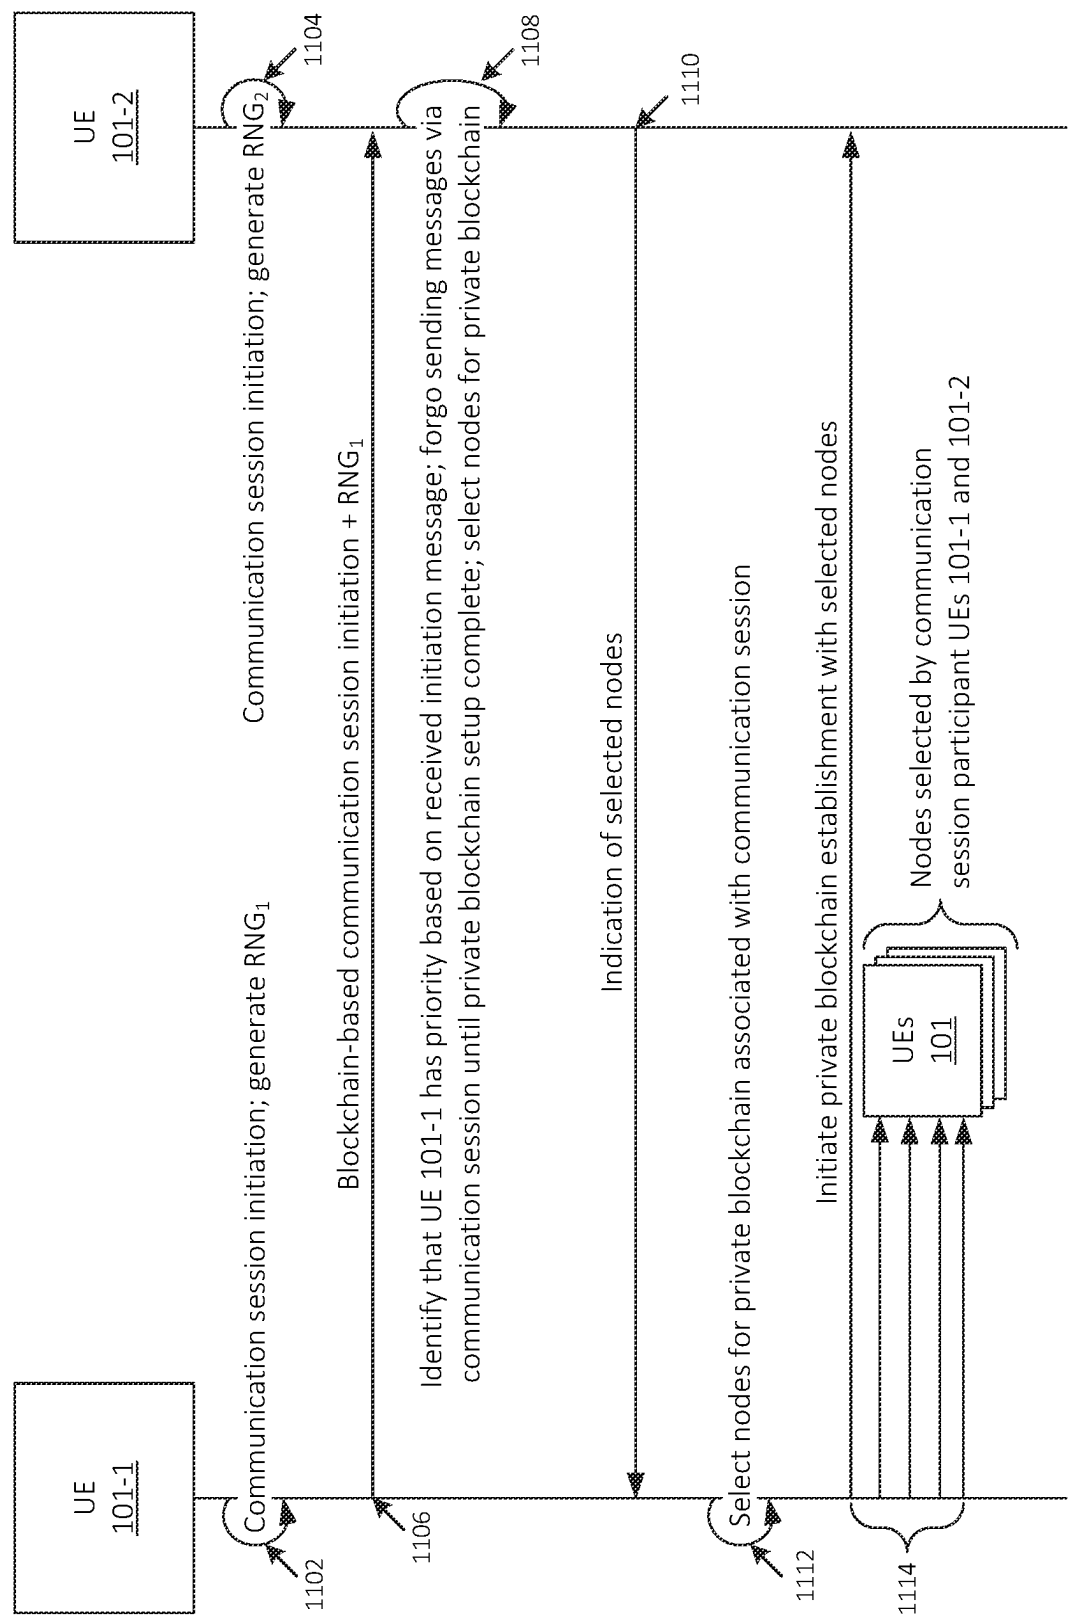 UE
101-1
UE
101-2
Communication session initiation; generate RNG₁
1102
Communication session initiation; generate RNG₂
1104
Blockchain-based communication session initiation + RNG₁
1106
Identify that UE 101-1 has priority based on received initiation message; forgo sending messages via
communication session until private blockchain setup complete; select nodes for private blockchain
1108
Indication of selected nodes
1110
Select nodes for private blockchain associated with communication session
1112
Initiate private blockchain establishment with selected nodes
1114
UEs
101
Nodes selected by communication
session participant UEs 101-1 and 101-2